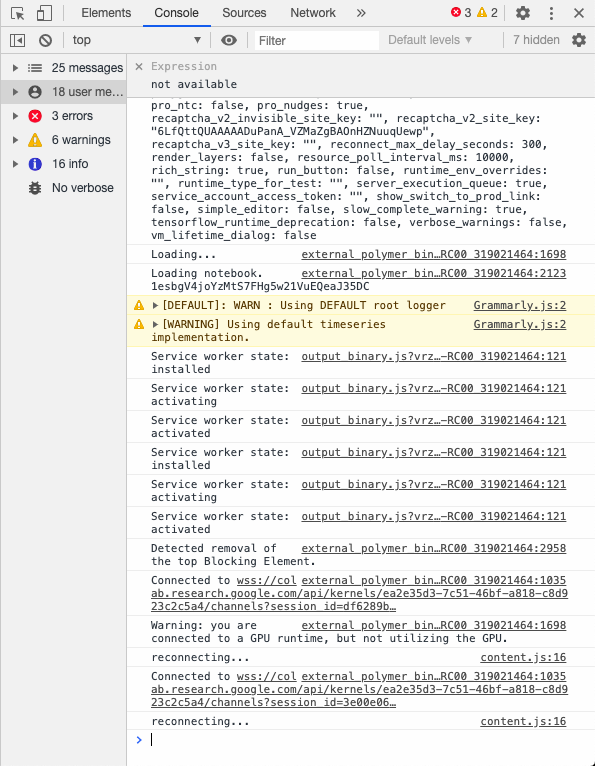 Elements Console Sources Network » 3 2
top Filter Default levels 7 hidden
25 messages
18 user me…
3 errors
6 warnings
16 info
No verbose
Expression
not available
pro_ntc: false, pro_nudges: true,
recaptcha_v2_invisible_site_key: "", recaptcha_v2_site_key:
"6LfQttQUAAAAADuPanA_VZMaZgBAOnHZNuuqUewp",
recaptcha_v3_site_key: "", reconnect_max_delay_seconds: 300,
render_layers: false, resource_poll_interval_ms: 10000,
rich_string: true, run_button: false, runtime_env_overrides:
"", runtime_type_for_test: "", server_execution_queue: true,
service_account_access_token: "", show_switch_to_prod_link:
false, simple_editor: false, slow_complete_warning: true,
tensorflow_runtime_deprecation: false, verbose_warnings: false,
vm_lifetime_dialog: false
Loading... external_polymer_bin…RC00_319021464:1698
Loading notebook. external_polymer_bin…RC00_319021464:2123
1esbgV4joYzMtS7FHg5w21VuEQeaJ35DC
[DEFAULT]: WARN : Using DEFAULT root logger Grammarly.js:2
[WARNING] Using default timeseries Grammarly.js:2
implementation.
Service worker state: output_binary.js?vrz…-RC00_319021464:121
installed
Service worker state: output_binary.js?vrz…-RC00_319021464:121
activating
Service worker state: output_binary.js?vrz…-RC00_319021464:121
activated
Service worker state: output_binary.js?vrz…-RC00_319021464:121
installed
Service worker state: output_binary.js?vrz…-RC00_319021464:121
activating
Service worker state: output_binary.js?vrz…-RC00_319021464:121
activated
Detected removal of external_polymer_bin…RC00_319021464:2958
the top Blocking Element.
Connected to wss://col external_polymer_bin…RC00_319021464:1035
ab.research.google.com/api/kernels/ea2e35d3-7c51-46bf-a818-c8d9
23c2c5a4/channels?session_id=df6289b…
Warning: you are external_polymer_bin…RC00_319021464:1698
connected to a GPU runtime, but not utilizing the GPU.
reconnecting... content.js:16
Connected to wss://col external_polymer_bin…RC00_319021464:1035
ab.research.google.com/api/kernels/ea2e35d3-7c51-46bf-a818-c8d9
23c2c5a4/channels?session_id=3e00e06…
reconnecting... content.js:16